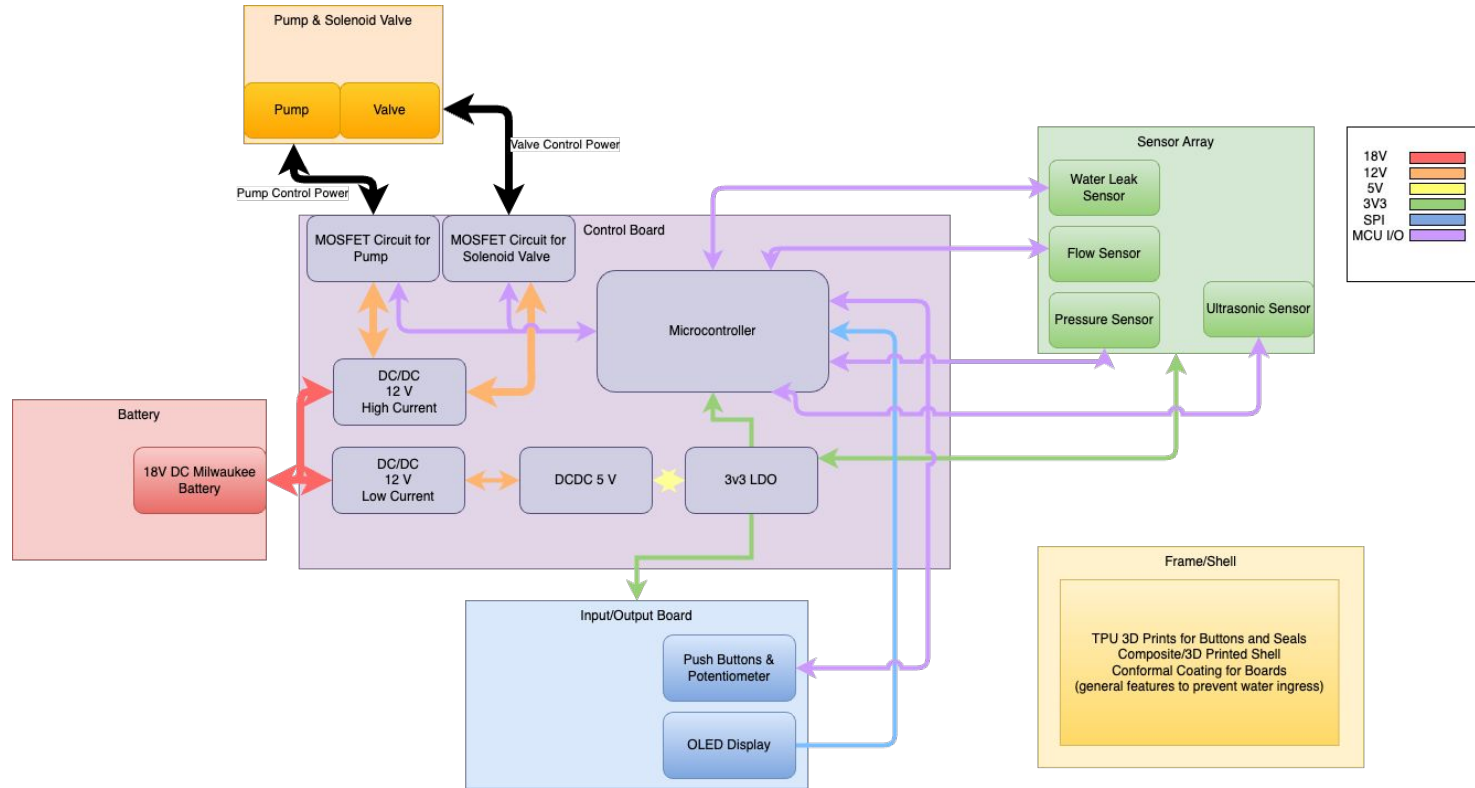 Pump & Solenoid Valve
Pump
Valve
Valve Control Power
Pump Control Power
Control Board
MOSFET Circuit for
Pump
MOSFET Circuit for
Solenoid Valve
Microcontroller
DC/DC
12 V
High Current
DC/DC
12 V
Low Current
DCDC 5 V
3v3 LDO
Battery
18V DC Milwaukee
Battery
Sensor Array
Water Leak
Sensor
Flow Sensor
Pressure Sensor
Ultrasonic Sensor
18V
12V
5V
3V3
SPI
MCU I/O
Input/Output Board
Push Buttons &
Potentiometer
OLED Display
Frame/Shell
TPU 3D Prints for Buttons and Seals
Composite/3D Printed Shell
Conformal Coating for Boards
(general features to prevent water ingress)